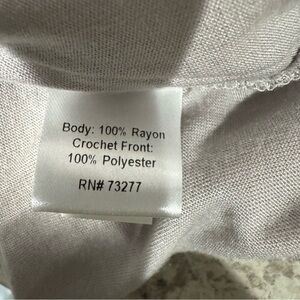 Body: 100% Rayon
Crochet Front:
100% Polyester
RN# 73277